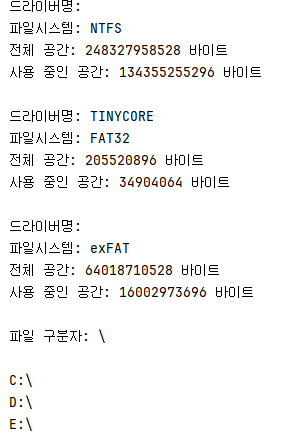 드라이버명:
파일시스템: NTFS
전체 공간: 248327958528 바이트
사용 중인 공간: 134355255296 바이트
드라이버명: TINYCORE
파일시스템: FAT32
전체 공간: 205520896 바이트
사용 중인 공간: 34904064 바이트
드라이버명:
파일시스템: exFAT
전체 공간: 64018710528 바이트
사용 중인 공간: 16002973696 바이트
파일 구분자: \
C:\
D:\
E:\